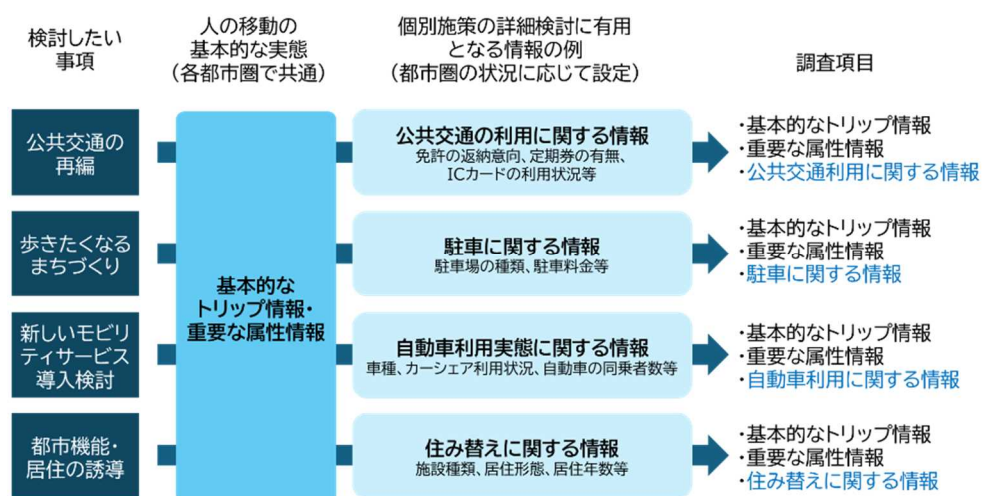 検討したい
事項
人の移動の
基本的な実態
（各都市圏で共通）
個別施策の詳細検討に有用
となる情報の例
（都市圏の状況に応じて設定）
調査項目
公共交通の
再編
基本的な
トリップ情報・
重要な属性情報
公共交通の利用に関する情報
免許の返納意向、定期券の有無、
ICカードの利用状況等
・基本的なトリップ情報
・重要な属性情報
・公共交通利用に関する情報
歩きたくなる
まちづくり
駐車に関する情報
駐車場の種類、駐車料金等
・基本的なトリップ情報
・重要な属性情報
・駐車に関する情報
新しいモビリ
ティサービス
導入検討
自動車利用実態に関する情報
車種、カーシェア利用状況、自動車の同乗者数等
・基本的なトリップ情報
・重要な属性情報
・自動車利用に関する情報
都市機能・
居住の誘導
住み替えに関する情報
施設種類、居住形態、居住年数等
・基本的なトリップ情報
・重要な属性情報
・住み替えに関する情報